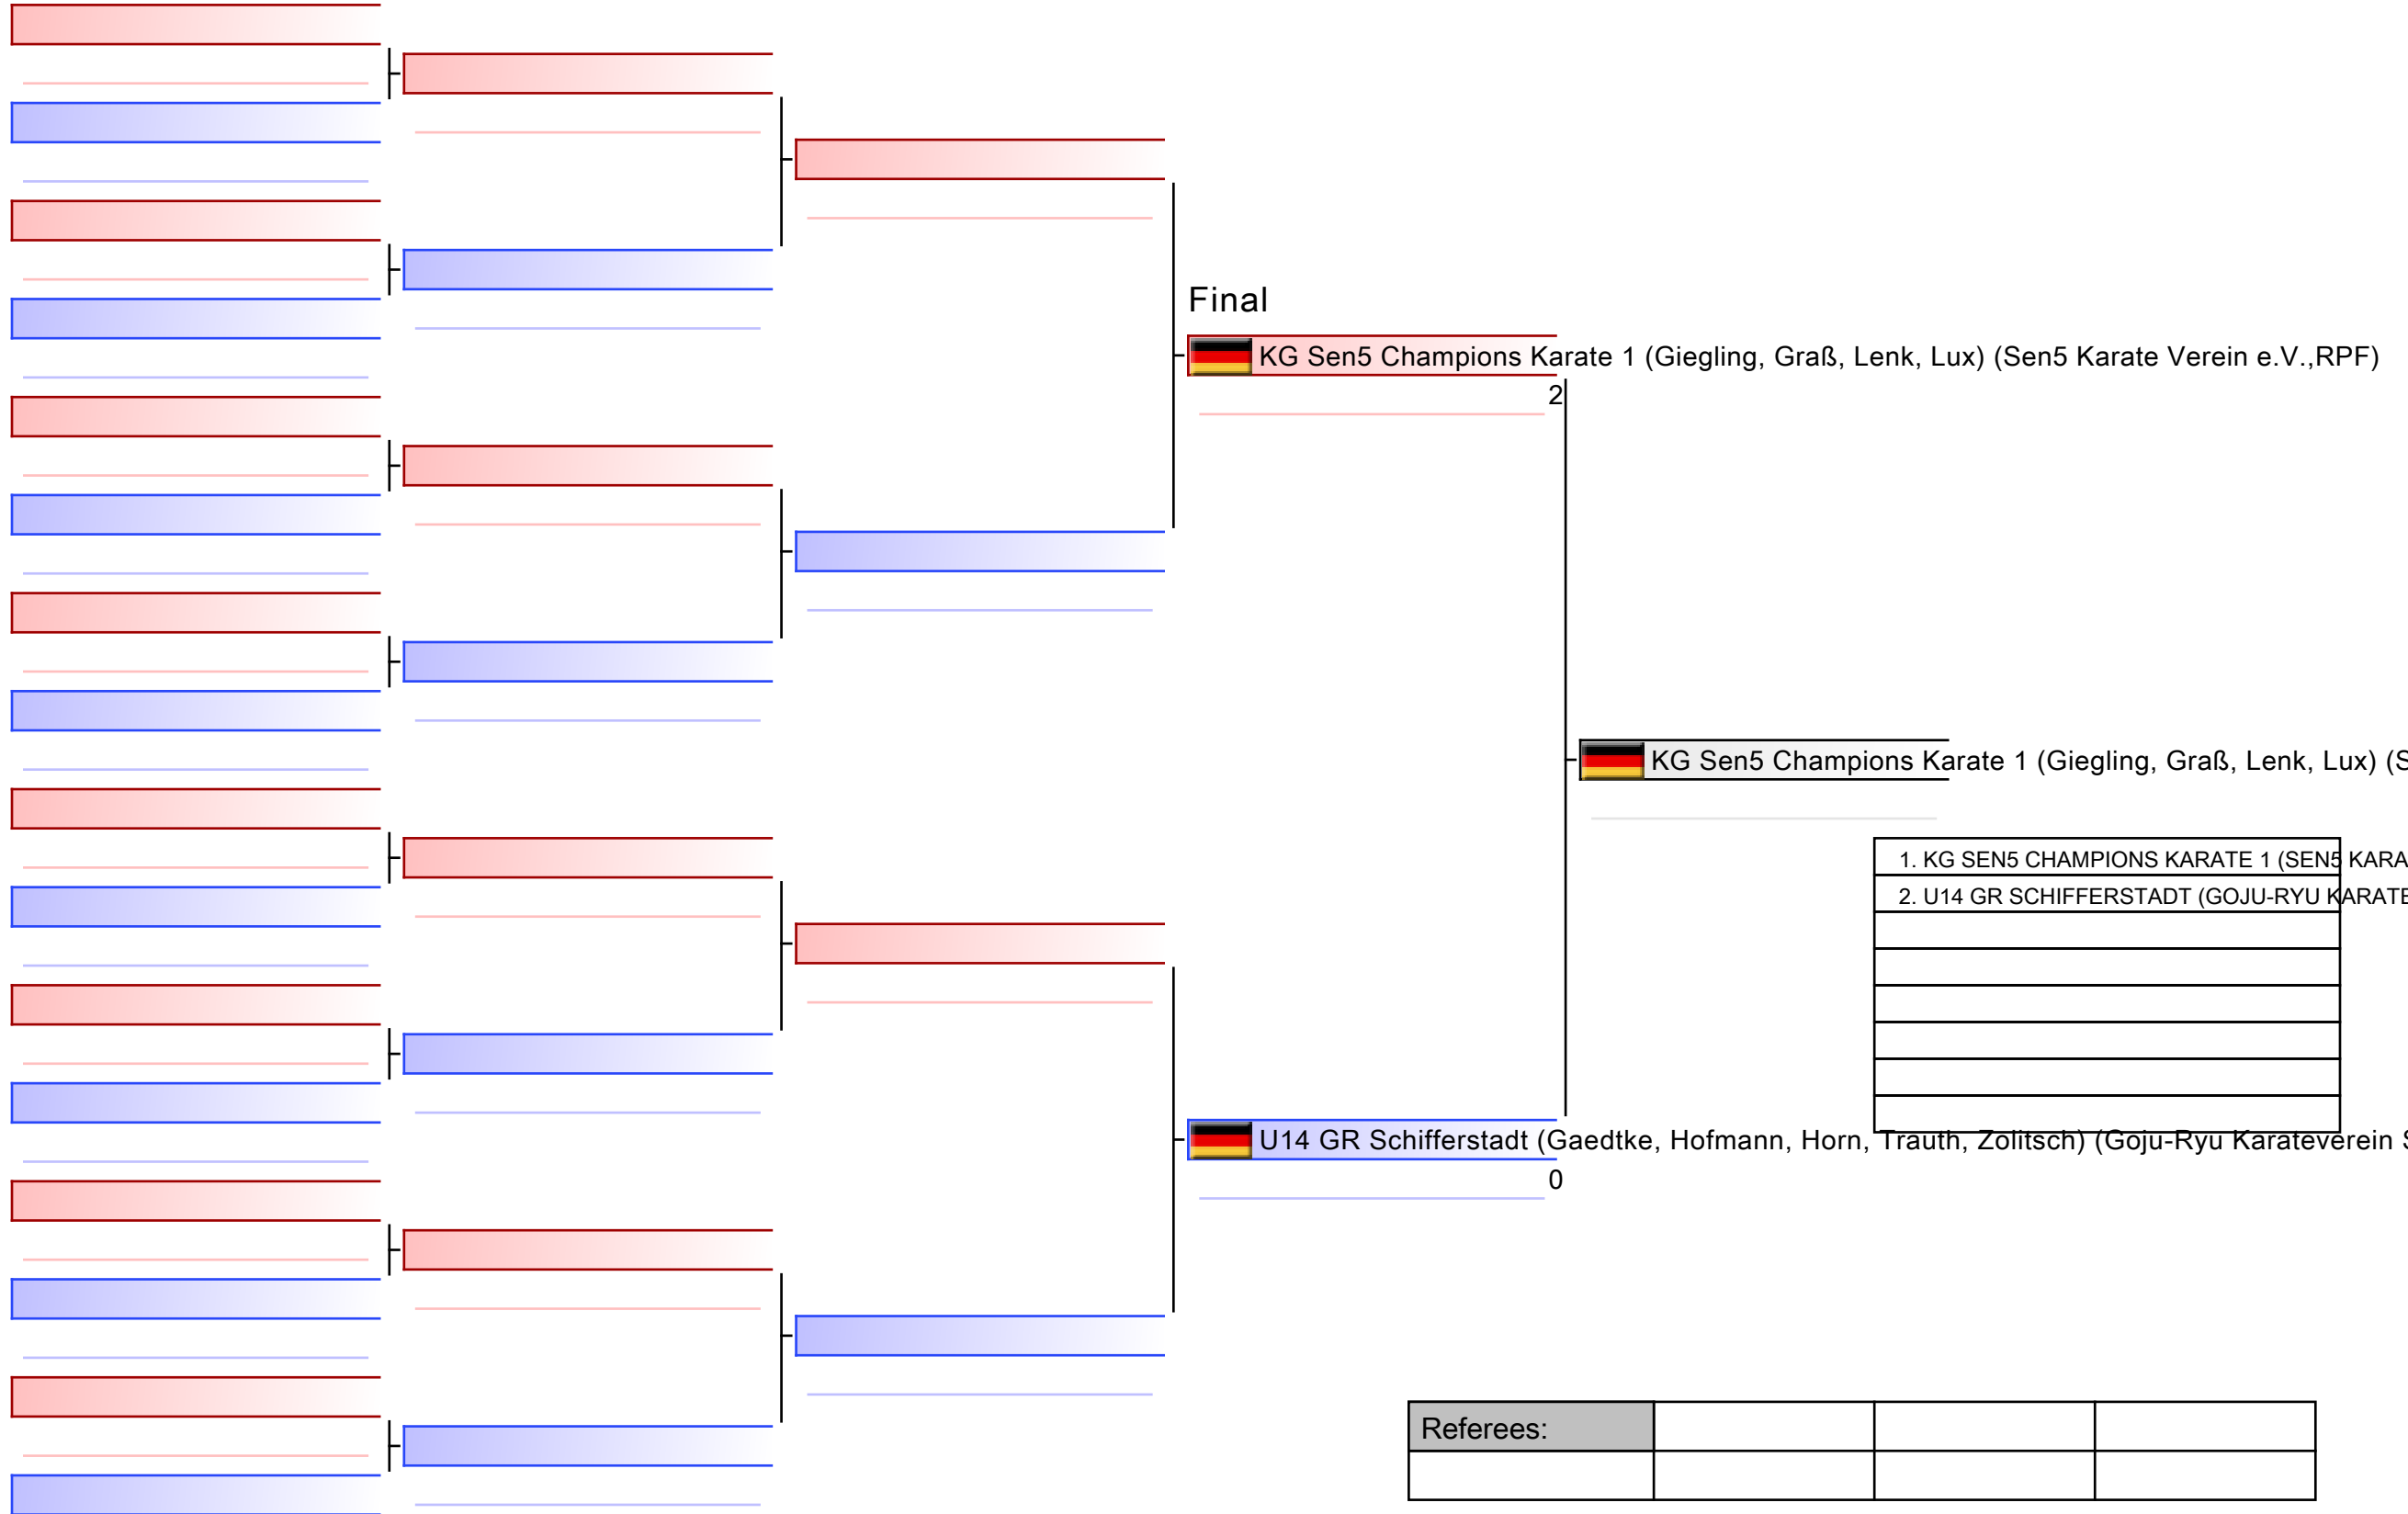 Final
KG Sen5 Champions Karate 1 (Giegling, Graß, Lenk, Lux) (Sen5 Karate Verein e.V.,RPF)
2
KG Sen5 Champions Karate 1 (Giegling, Graß, Lenk, Lux) (S
1. KG SEN5 CHAMPIONS KARATE 1 (SEN5 KARA
2. U14 GR SCHIFFERSTADT (GOJU-RYU KARATE
U14 GR Schifferstadt (Gaedtke, Hofmann, Horn, Trauth, Zolitsch) (Goju-Ryu Karateverein S
0
Referees: